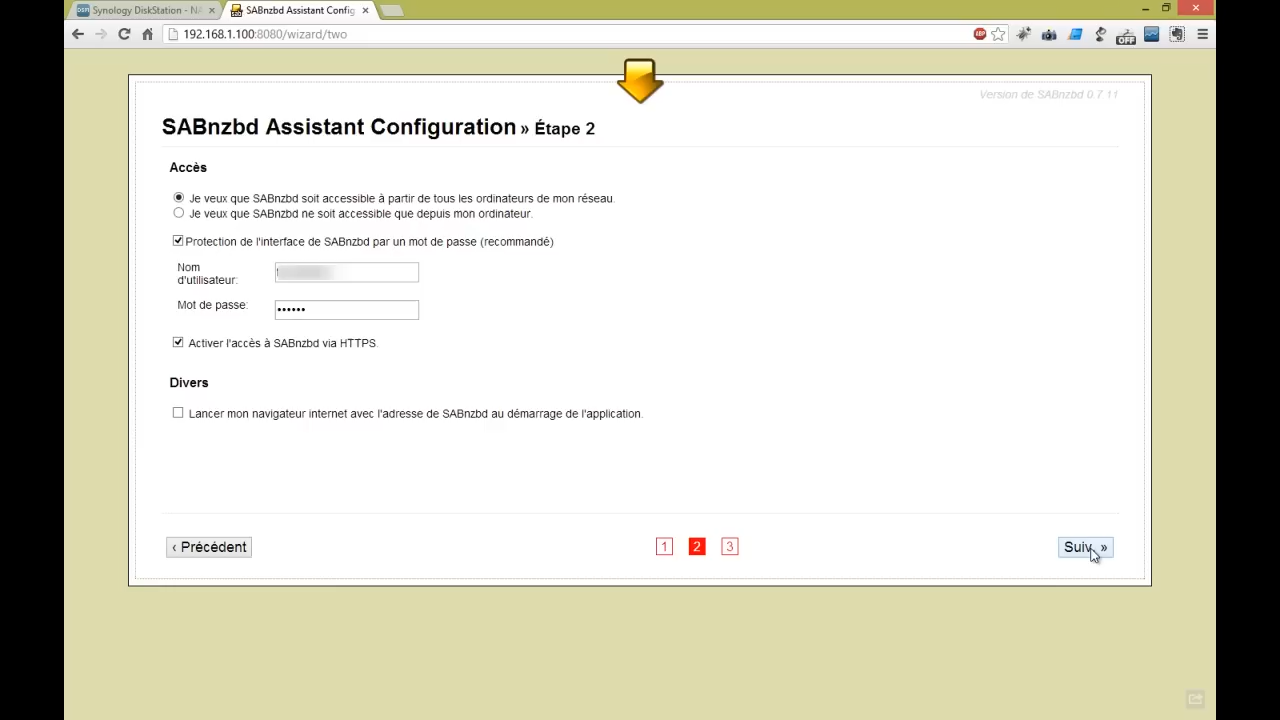 Synology DiskStation - NA
SABnzbd Assistant Config
192.168.1.100:8080/wizard/two
ABP
OFF
Version de SABnzbd 0.7.11
SABnzbd Assistant Configuration » Étape 2
Accès
Je veux que SABnzbd soit accessible à partir de tous les ordinateurs de mon réseau.
Je veux que SABnzbd ne soit accessible que depuis mon ordinateur.
Protection de l'interface de SABnzbd par un mot de passe (recommandé)
Nom
d'utilisateur:
Mot de passe:
••••••
Activer l'accès à SABnzbd via HTTPS.
Divers
Lancer mon navigateur internet avec l'adresse de SABnzbd au démarrage de l'application.
‹ Précédent
1 2 3
Suiv. »